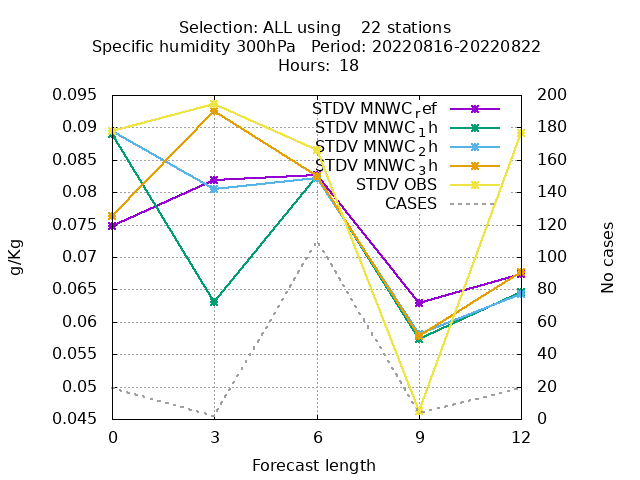 Selection: ALL using    22 stations
Specific humidity 300hPa   Period: 20220816-20220822
Hours: 18
g/Kg
0.095
0.09
0.085
0.08
0.075
0.07
0.065
0.06
0.055
0.05
0.045
STDV MNWC_ref
STDV MNWC_1h
STDV MNWC_2h
STDV MNWC_3h
STDV OBS
CASES
200
180
160
140
120
100
80
60
40
20
0
No cases
0 3 6 9 12
Forecast length